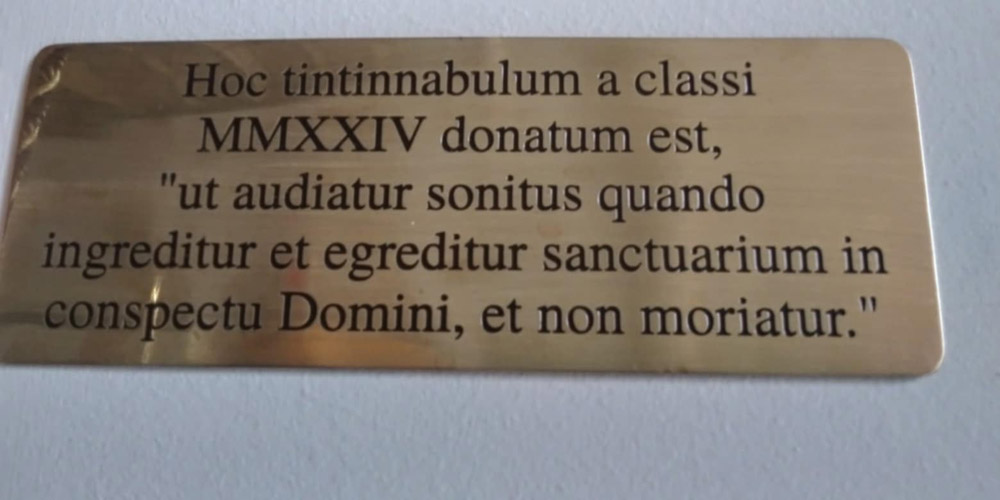 Hoc tintinnabulum a classi
MMXXIV donatum est,
"ut audiatur sonitus quando
ingreditur et egreditur sanctuarium in
conspectu Domini, et non moriatur."